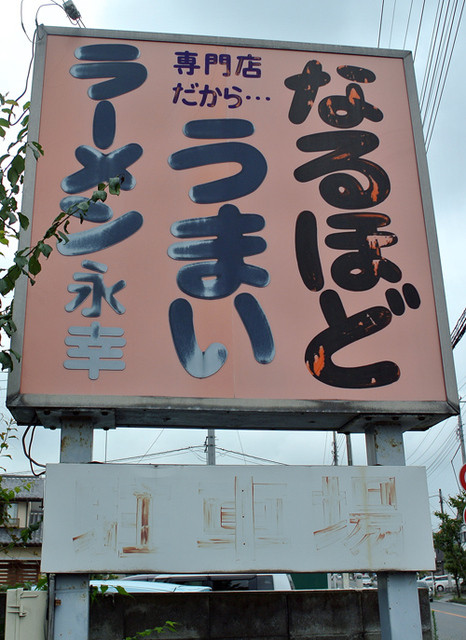 なるほど
専門店
だから…
うまい
ラーメン永幸